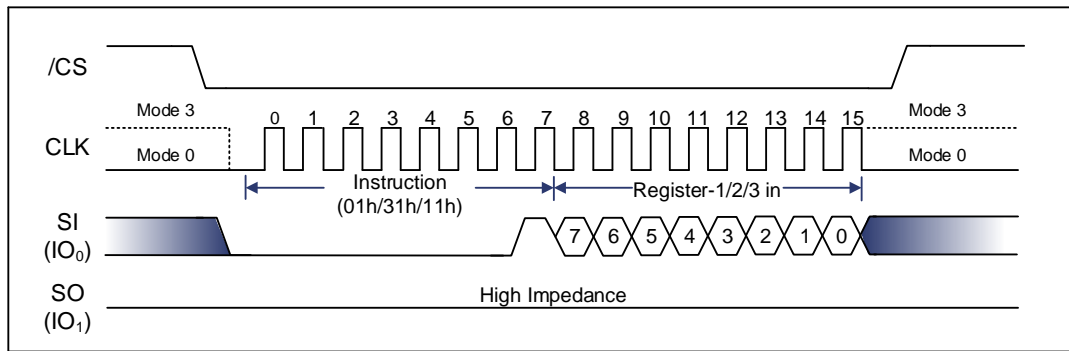 /CS
Mode 3
0 1 2 3 4 5 6 7 8 9 10 11 12 13 14 15
Mode 3
CLK
Mode 0
Mode 0
Instruction
(01h/31h/11h)
Register-1/2/3 in
SI
(IO₀)
7 6 5 4 3 2 1 0
SO
(IO₁)
High Impedance